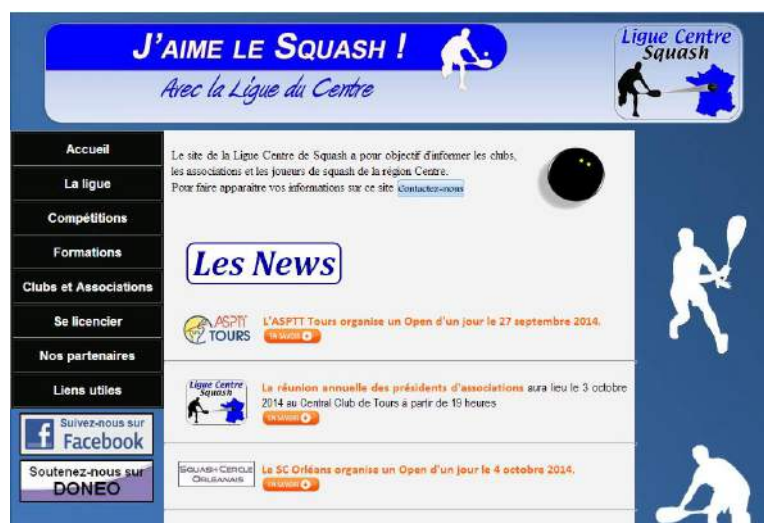 J'AIME LE SQUASH !
Avec la Ligue du Centre
Ligue Centre
Squash
Accueil
La ligue
Compétitions
Formations
Clubs et Associations
Se licencier
Nos partenaires
Liens utiles
Suivez-nous sur
Facebook
Soutenez-nous sur
DONEO
Le site de la Ligue Centre de Squash a pour objectif d'informer les clubs,
les associations et les joueurs de squash de la région Centre.
Pour faire apparaitre vos informations sur ce site Contactez-nous
Les News
ASPTT
TOURS
L'ASPTT Tours organise un Open d'un jour le 27 septembre 2014.
EN SAVOIR
Ligue Centre
Squash
La réunion annuelle des présidents d'associations aura lieu le 3 octobre
2014 au Central Club de Tours à partir de 19 heures
EN SAVOIR
SQUASH CERCLE
ORLEANAIS
Le SC Orléans organise un Open d'un jour le 4 octobre 2014.
EN SAVOIR